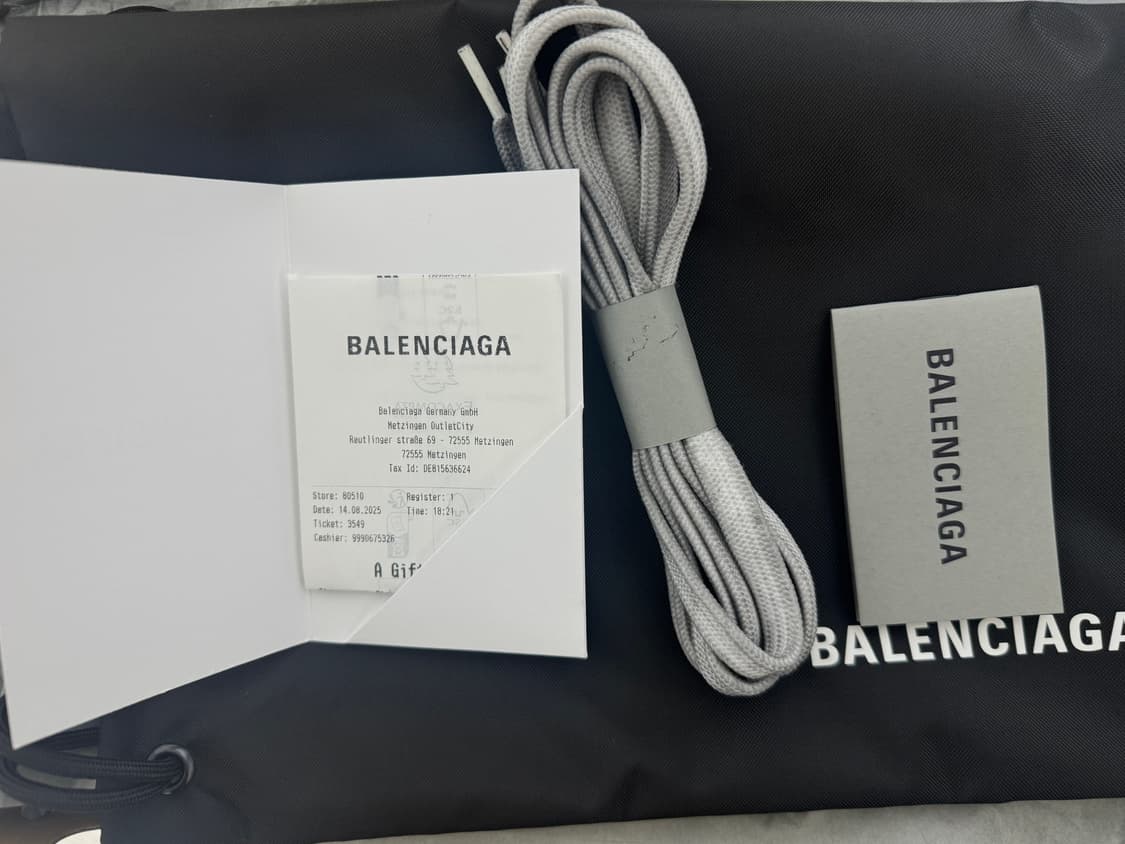 BALENCIAGA
Balenciaga Germany GmbH
Metzingen OutletCity
Reutlinger straße 69 - 72555 Metzingen
72555 Metzingen
Tax Id: DE815636624
Store: 80510 Register: 1
Date: 14.08.2025 Time: 18:21
Ticket: 3549
Cashier: 9990675326
A Gif
BALENCIAGA
BALENCIAGA